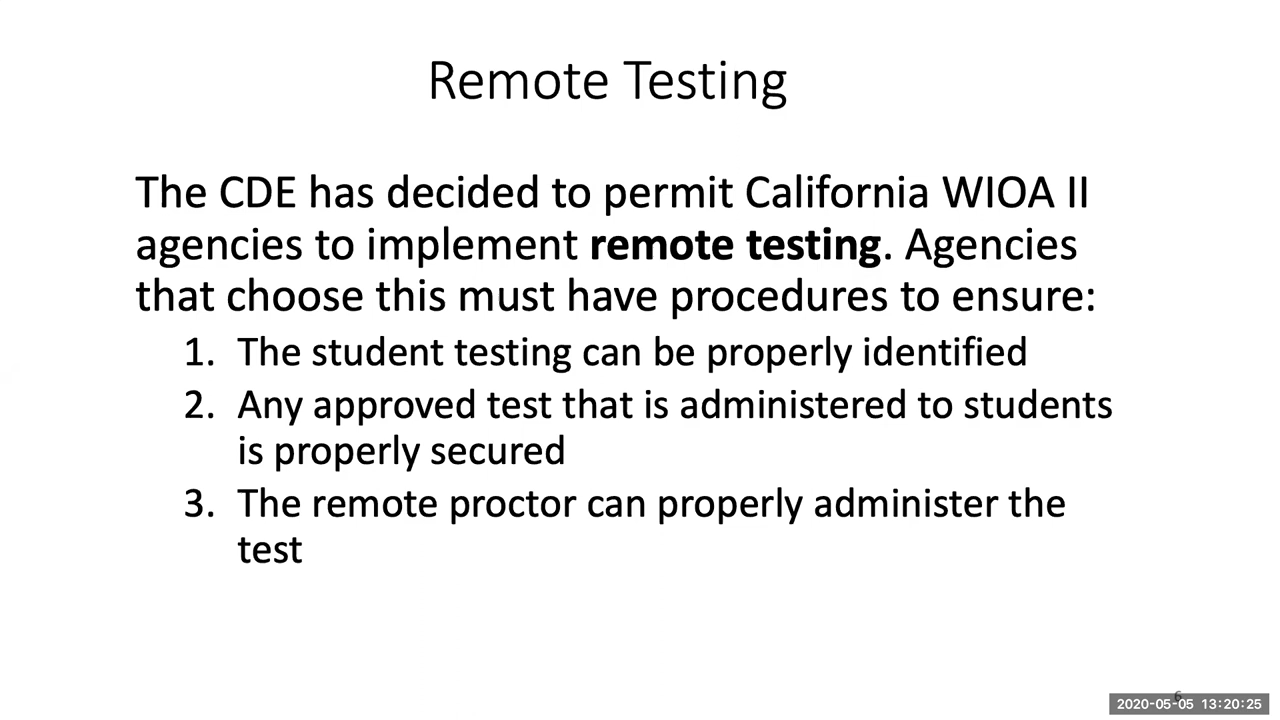 Remote Testing
The CDE has decided to permit California WIOA II
agencies to implement remote testing. Agencies
that choose this must have procedures to ensure:
1. The student testing can be properly identified
2. Any approved test that is administered to students
is properly secured
3. The remote proctor can properly administer the
test
6
2020-05-05 13:20:25